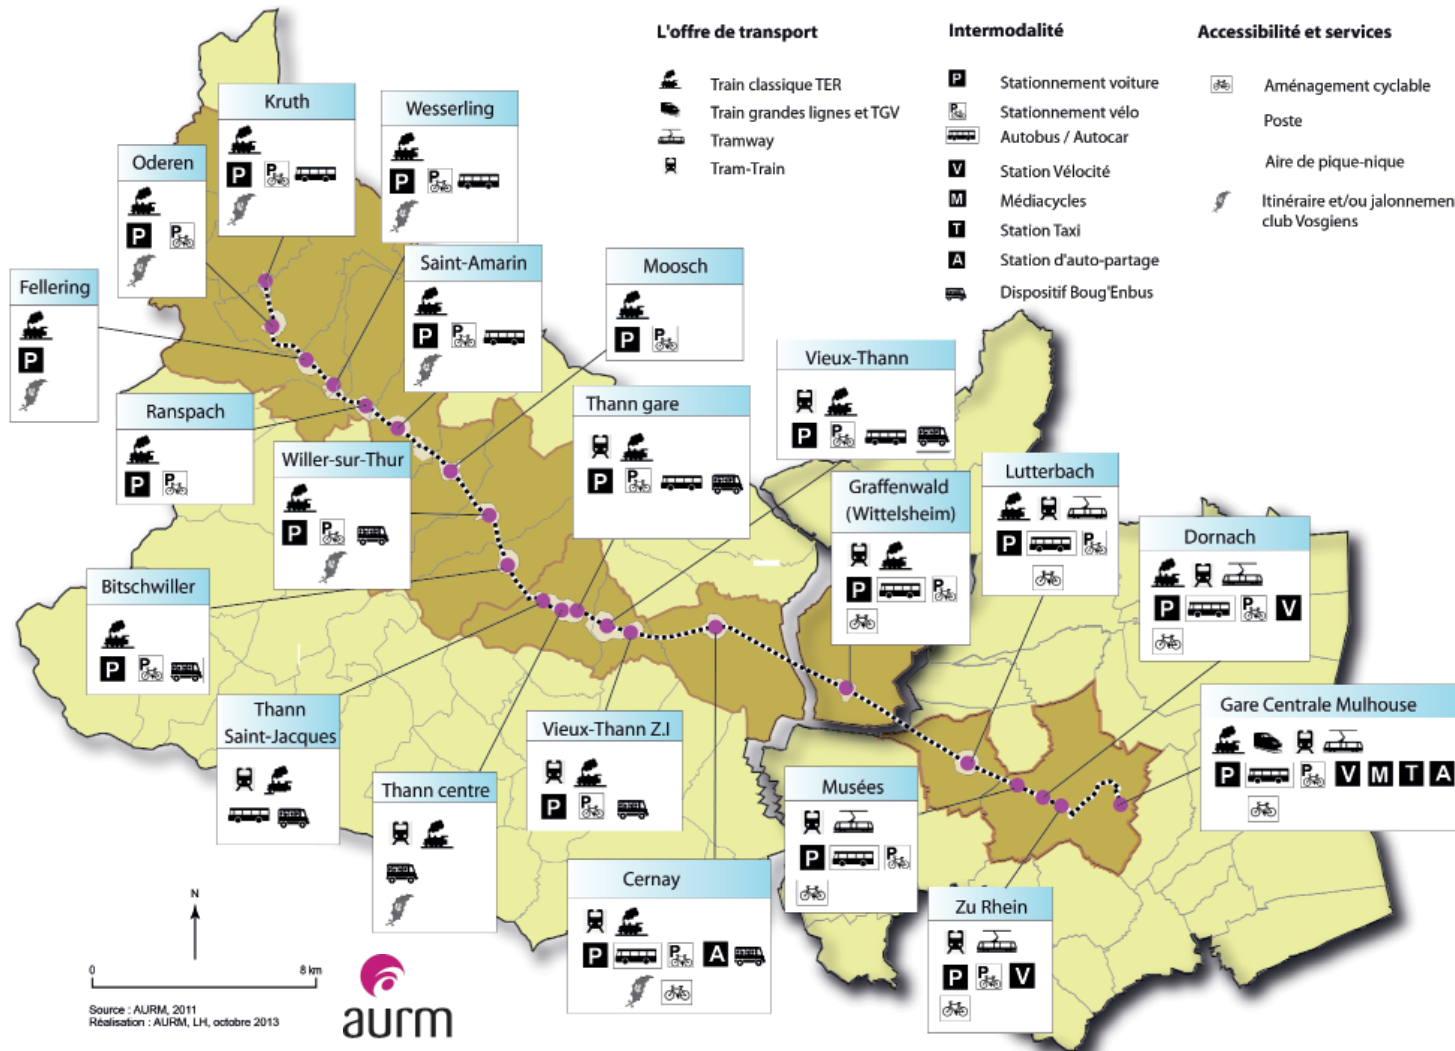 L'offre de transport
Train classique TER
Train grandes lignes et TGV
Tramway
Tram-Train
Intermodalité
P Stationnement voiture
P Stationnement vélo
Autobus / Autocar
V Station Vélocité
M Médiacycles
T Station Taxi
A Station d'auto-partage
Dispositif Boug'Enbus
Accessibilité et services
Aménagement cyclable
Poste
Aire de pique-nique
Itinéraire et/ou jalonnemen
club Vosgiens
Kruth
P P
Wesserling
P P
Oderen
P P
Saint-Amarin
P P
Moosch
P P
Fellering
P
Ranspach
P P
Willer-sur-Thur
P P
Thann gare
P P
Vieux-Thann
P P
Graffenwald
(Wittelsheim)
P P
Lutterbach
P P
Dornach
P P V
Bitschwiller
P P
Thann
Saint-Jacques
Thann centre
Vieux-Thann Z.I
P P
Cernay
P P A
Musées
P P
Zu Rhein
P P V
Gare Centrale Mulhouse
P P V M T A
N
0 8 km
Source : AURM, 2011
Réalisation : AURM, LH, octobre 2013
aurm